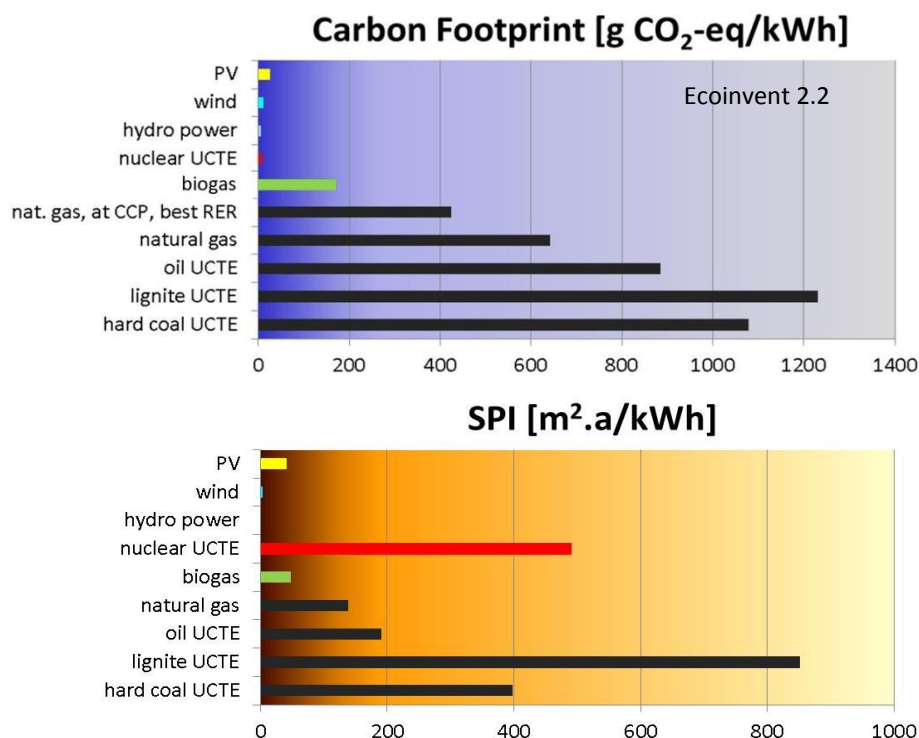 Carbon Footprint [g CO₂-eq/kWh]
Ecoinvent 2.2
PV
wind
hydro power
nuclear UCTE
biogas
nat. gas, at CCP, best RER
natural gas
oil UCTE
lignite UCTE
hard coal UCTE
0 200 400 600 800 1000 1200 1400
SPI [m².a/kWh]
PV
wind
hydro power
nuclear UCTE
biogas
natural gas
oil UCTE
lignite UCTE
hard coal UCTE
0 200 400 600 800 1000